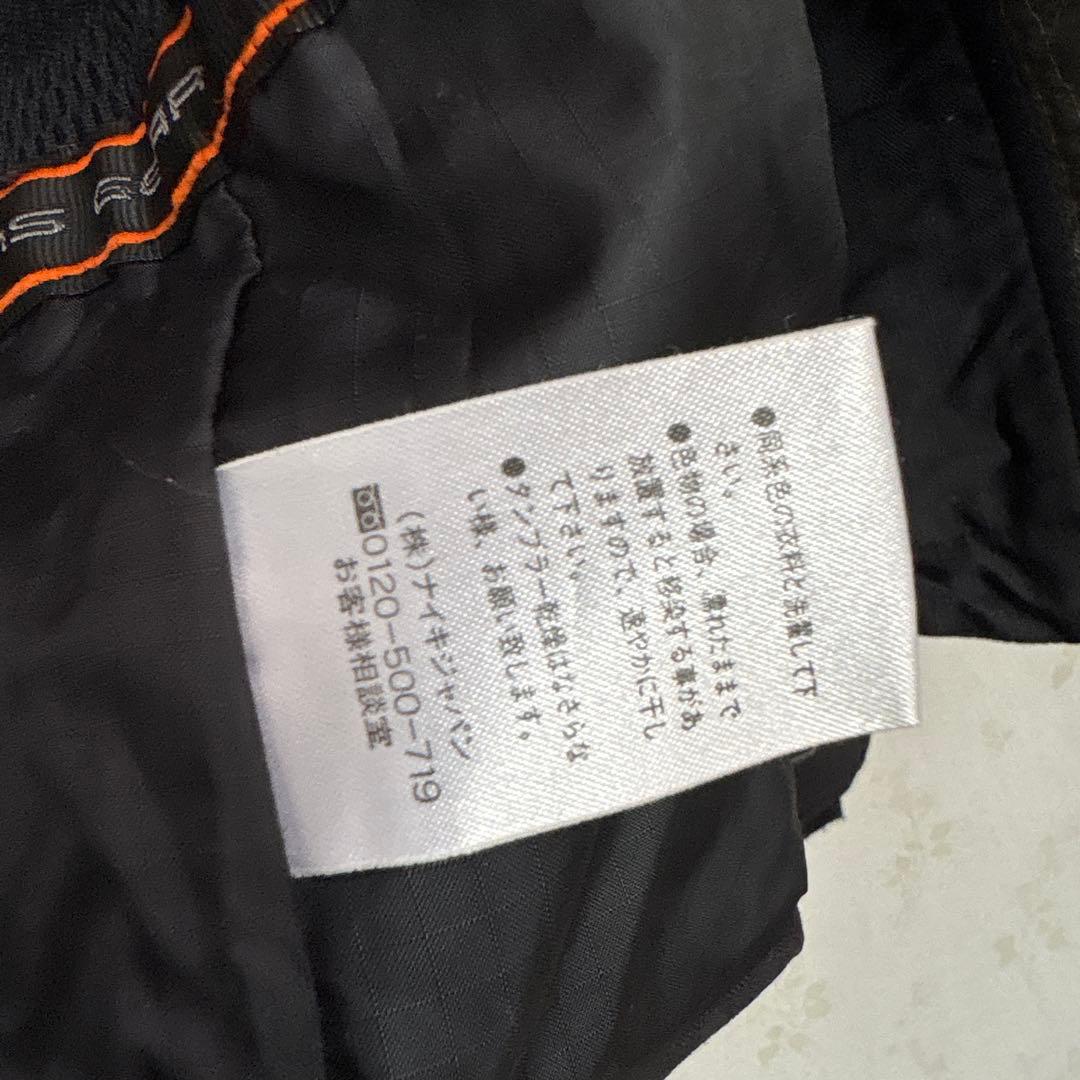 ●同系色の衣料と洗濯して下
さい。
●色物の場合、濡れたままで
放置すると移染する事があ
りますので、速やかに干し
て下さい。
●タンブラー乾燥はなさらな
い様、お願い致します。
(株)ナイキジャパン
0120-500-719
お客様相談室